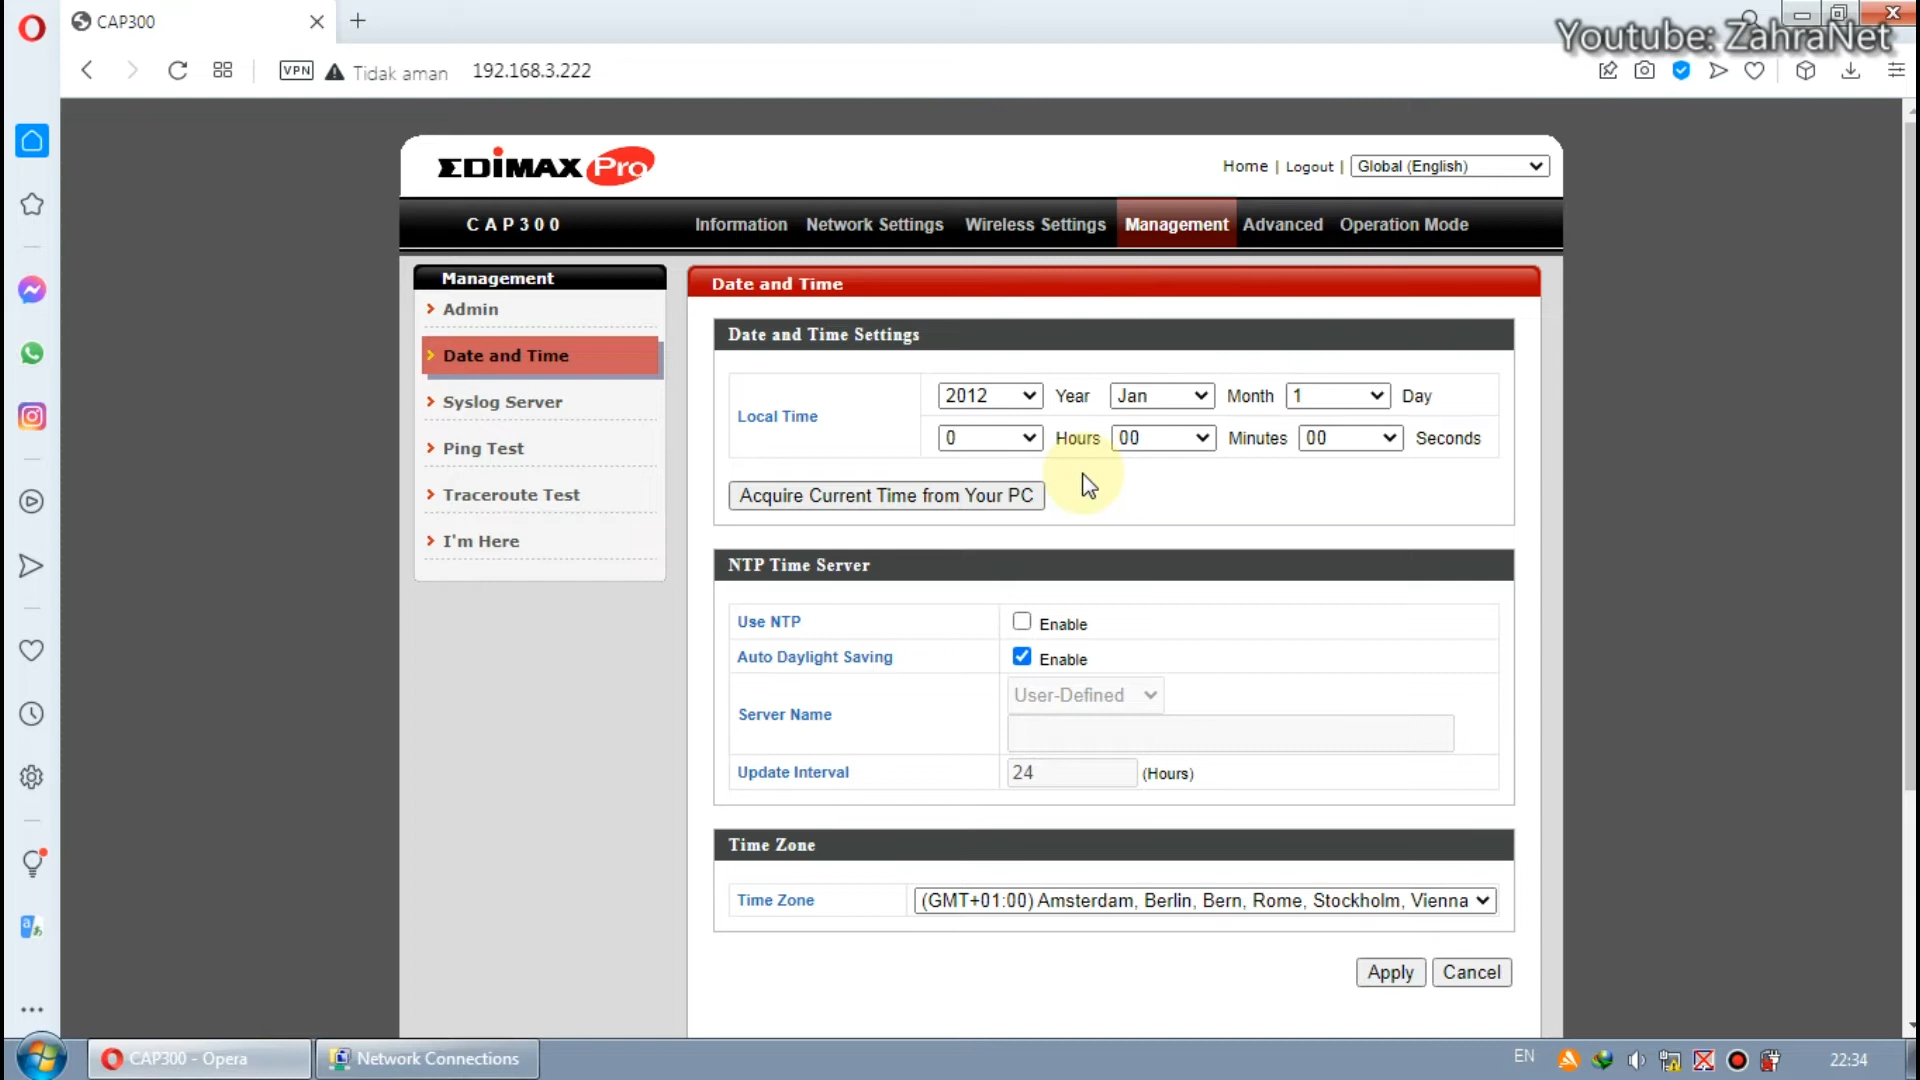 CAP300
Youtube: ZahraNet
VPN
Tidak aman
192.168.3.222
EDIMAX Pro
Home | Logout |
Global (English)
CAP300
Information
Network Settings
Wireless Settings
Management
Advanced
Operation Mode
Management
Admin
Date and Time
Syslog Server
Ping Test
Traceroute Test
I'm Here
Date and Time
Date and Time Settings
Local Time
2012 Year Jan Month 1 Day
0 Hours 00 Minutes 00 Seconds
Acquire Current Time from Your PC
NTP Time Server
Use NTP
Enable
Auto Daylight Saving
Enable
Server Name
User-Defined
Update Interval
24 (Hours)
Time Zone
Time Zone
(GMT+01:00) Amsterdam, Berlin, Bern, Rome, Stockholm, Vienna
Apply
Cancel
CAP300 - Opera
Network Connections
EN
22:34